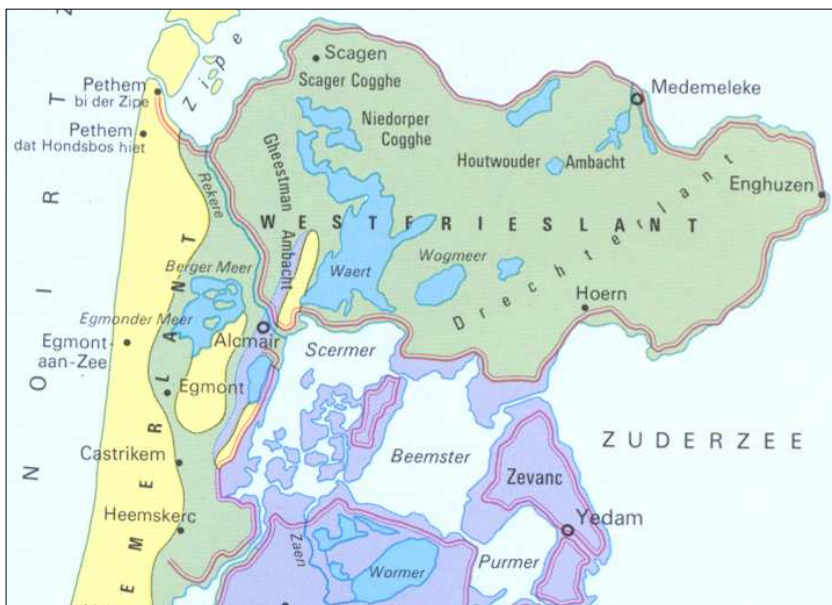 Zipe
Scagen
Scager Cogghe
Pethem
bi der Zipe
Medemeleke
Niedorper
Cogghe
Pethem
dat Hondsbos hiet
Houtwouder Ambacht
Rekere
Gheestman
Ambacht
Enghuzen
WESTFRIESLANT
Drechterlant
Berger Meer
Waert
Wogmeer
Hoern
Egmonder Meer
Alcmair
Scermer
Egmont-
aan-Zee
Egmont
ZUDERZEE
Beemster
Castrikem
Zevanc
Heemskerc
Yedam
Zaen
Purmer
Wormer
NOIRT
Z
EMMERLANT